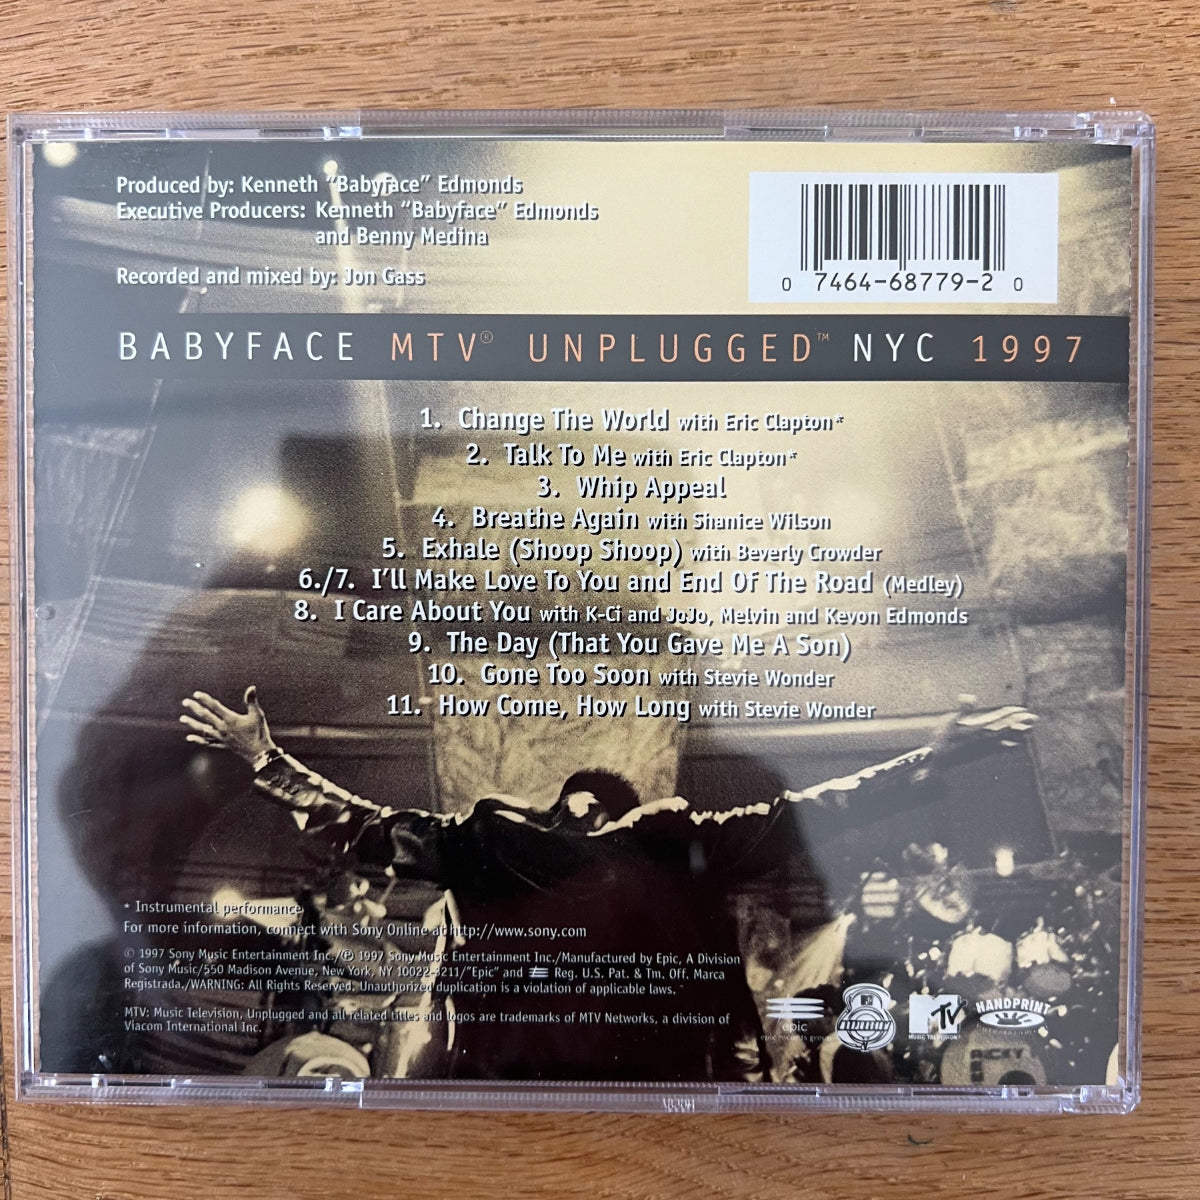 Produced by: Kenneth "Babyface" Edmonds
Executive Producers: Kenneth "Babyface" Edmonds
and Benny Medina
Recorded and mixed by: Jon Gass
0 7464-68779-2 0
BABYFACE MTV® UNPLUGGED™ NYC 1997
1. Change The World with Eric Clapton*
2. Talk To Me with Eric Clapton*
3. Whip Appeal
4. Breathe Again with Shanice Wilson
5. Exhale (Shoop Shoop) with Beverly Crowder
6./7. I'll Make Love To You and End Of The Road (Medley)
8. I Care About You with K-Ci and JoJo, Melvin and Kevon Edmonds
9. The Day (That You Gave Me A Son)
10. Gone Too Soon with Stevie Wonder
11. How Come, How Long with Stevie Wonder
* Instrumental performance
For more information, connect with Sony Online at http://www.sony.com
© 1997 Sony Music Entertainment Inc./℗ 1997 Sony Music Entertainment Inc./Manufactured by Epic, A Division
of Sony Music/550 Madison Avenue, New York, NY 10022-3211/"Epic" and Reg. U.S. Pat. & Tm. Off. Marca
Registrada./WARNING: All Rights Reserved. Unauthorized duplication is a violation of applicable laws.
MTV: Music Television, Unplugged and all related titles and logos are trademarks of MTV Networks, a division of
Viacom International Inc.
epic
epic records group
UNPLUGGED
MTV
MUSIC TELEVISION®
HANDPRINT
RICKY